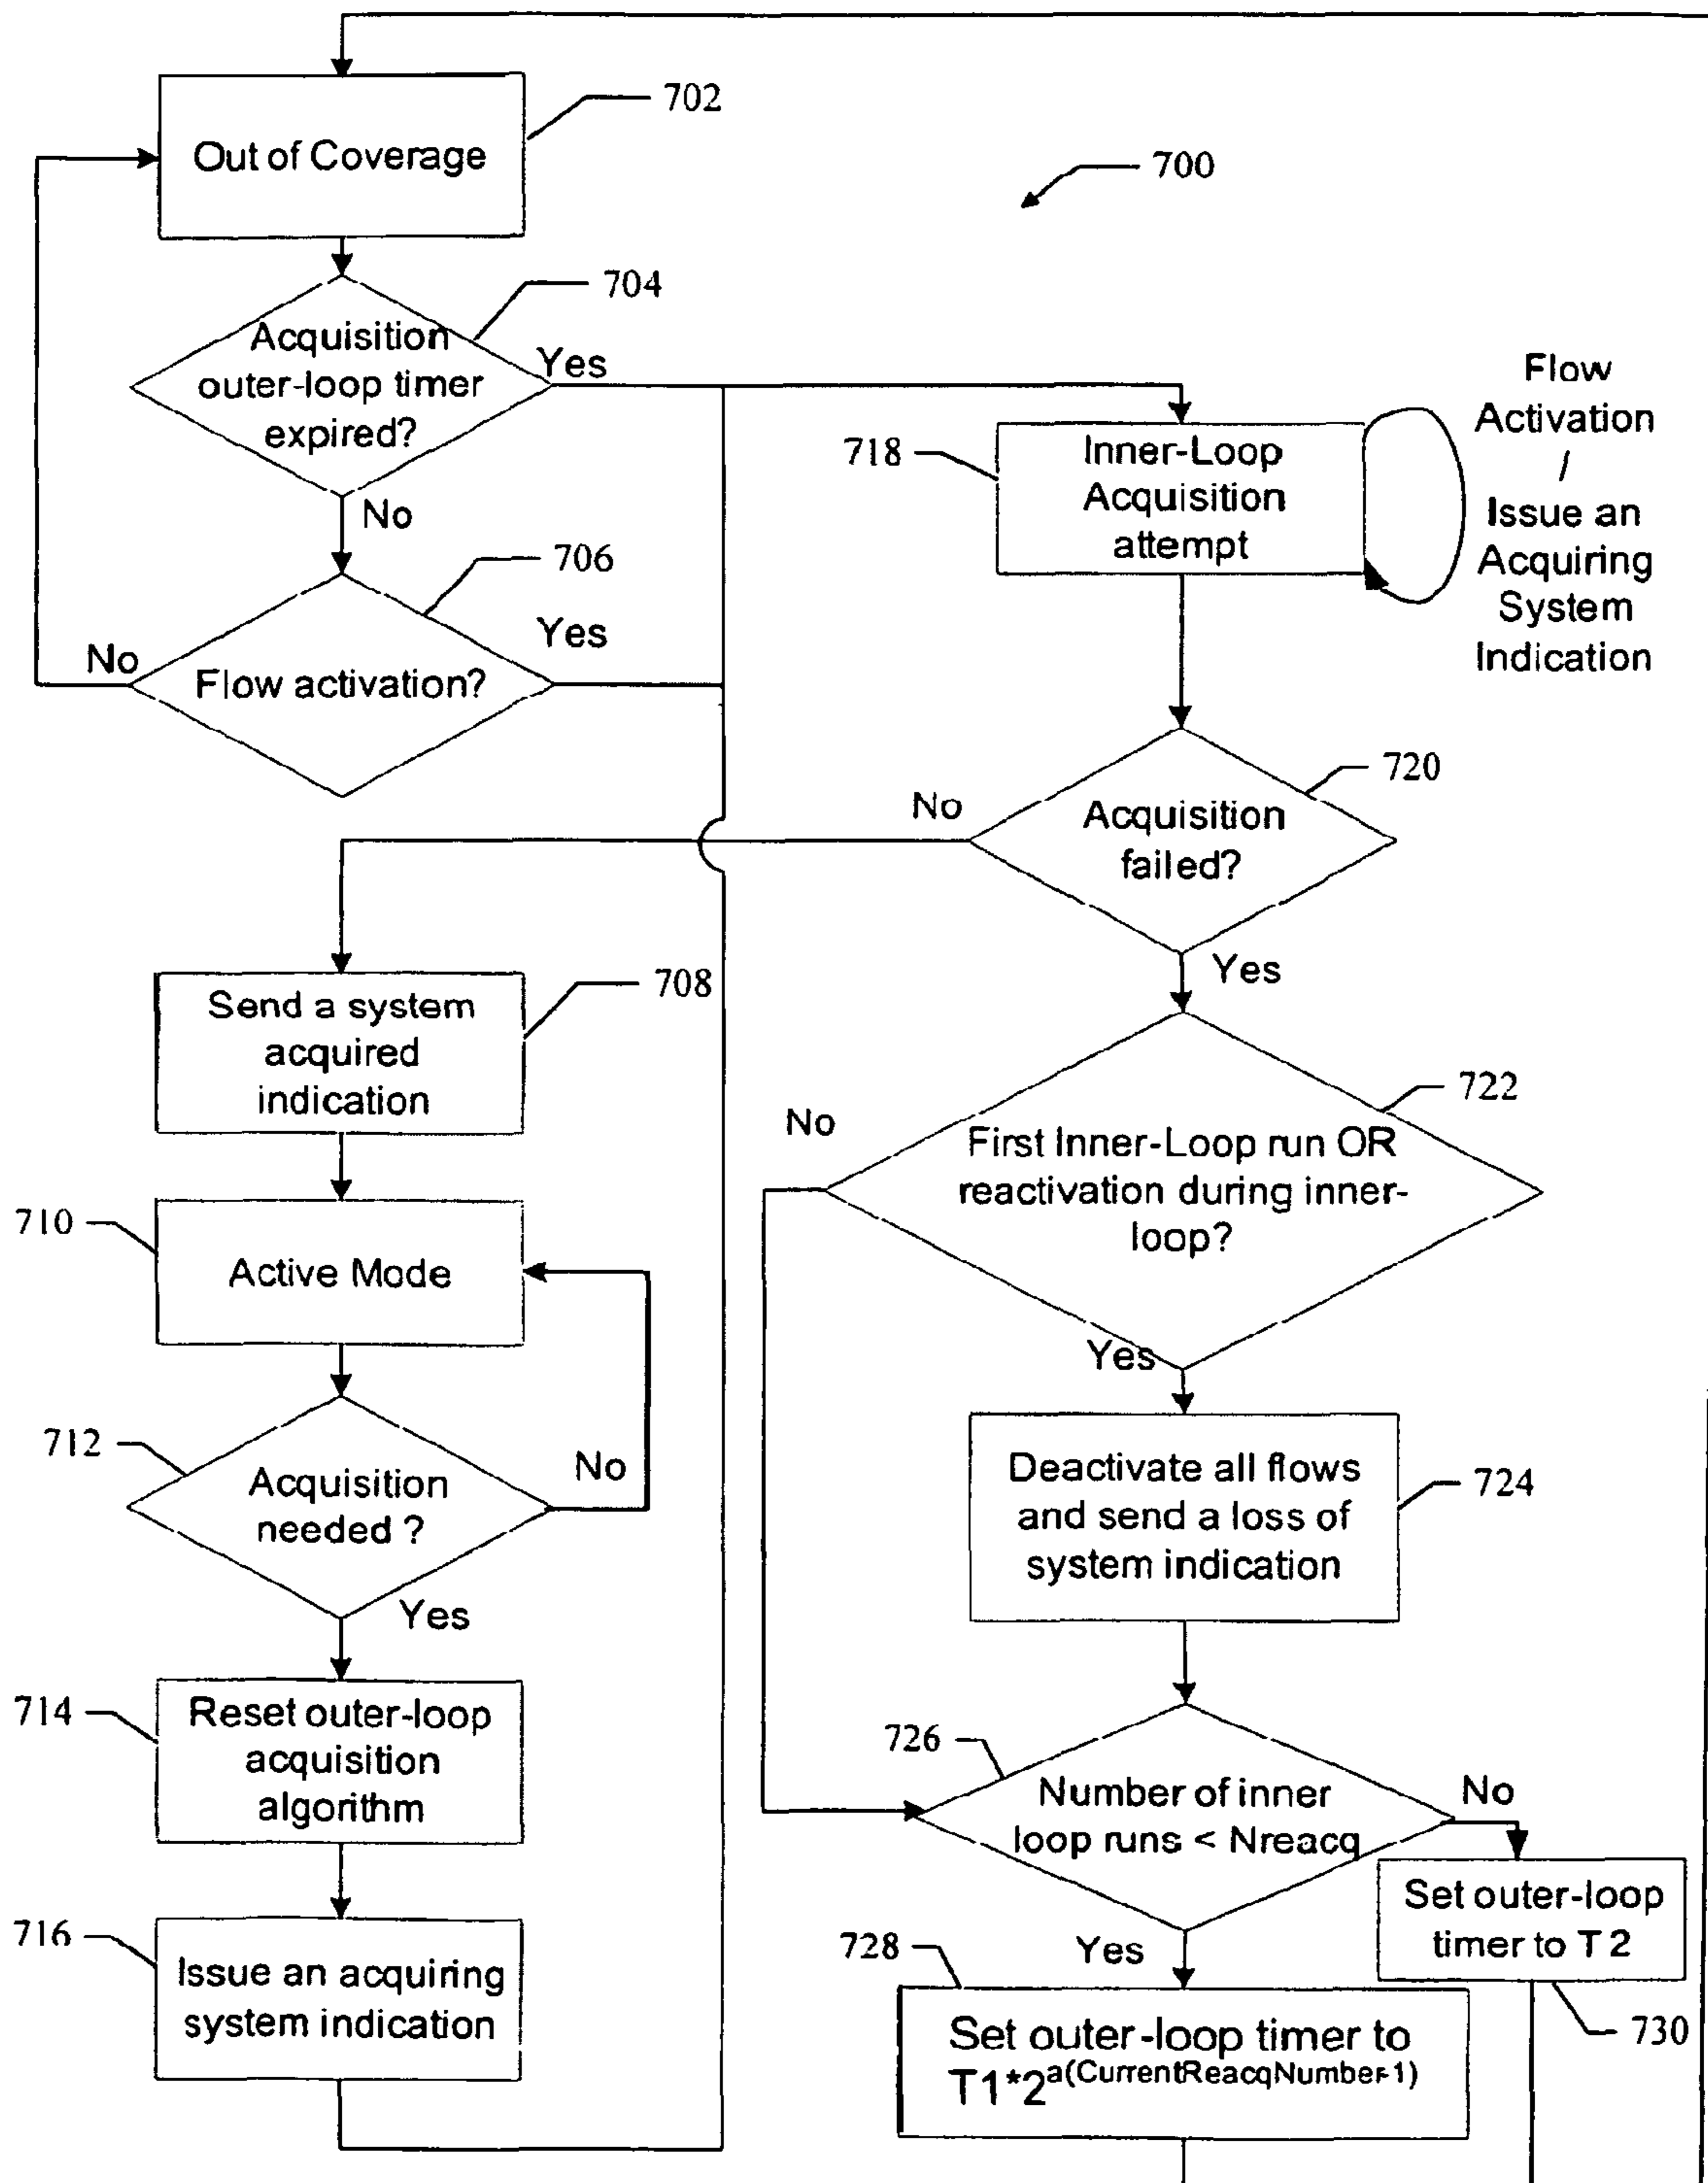 702
Out of Coverage
700
704
Acquisition
outer-loop timer
expired?
Yes
No
706
Flow activation?
Yes
No
718
Inner-Loop
Acquisition
attempt
Flow
Activation
/
Issue an
Acquiring
System
Indication
720
Acquisition
failed?
No
Yes
708
Send a system
acquired
indication
722
First Inner-Loop run OR
reactivation during inner-
loop?
No
Yes
710
Active Mode
712
Acquisition
needed ?
No
Yes
724
Deactivate all flows
and send a loss of
system indication
714
Reset outer-loop
acquisition
algorithm
726
Number of inner
loop runs < Nreacq
No
Yes
Set outer-loop
timer to T2
730
716
Issue an acquiring
system indication
728
Set outer-loop timer to
T1*2a(CurrentReacqNumber-1)